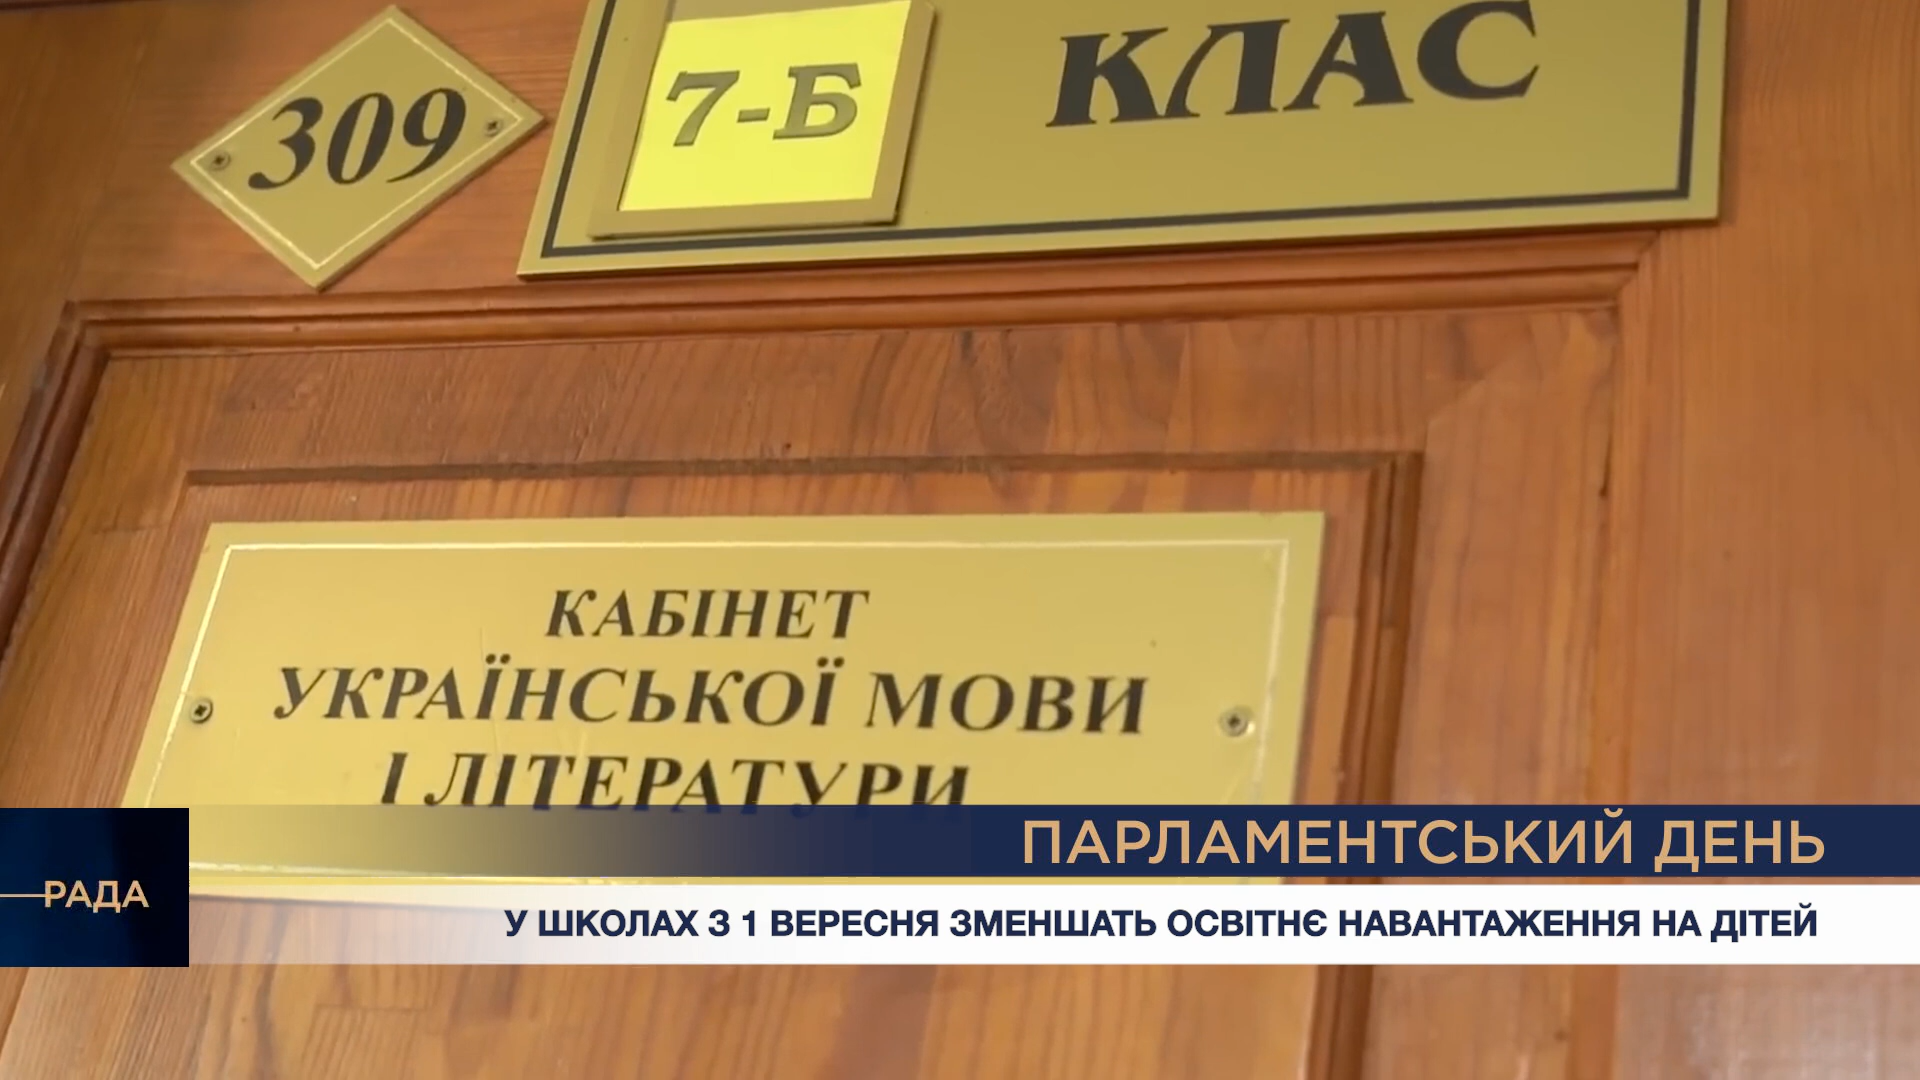 309
7-Б КЛАС
КАБІНЕТ
УКРАЇНСЬКОЇ МОВИ
І ЛІТЕРАТУРИ
ПАРЛАМЕНТСЬКИЙ ДЕНЬ
РАДА
У ШКОЛАХ З 1 ВЕРЕСНЯ ЗМЕНШАТЬ ОСВІТНЄ НАВАНТАЖЕННЯ НА ДІТЕЙ